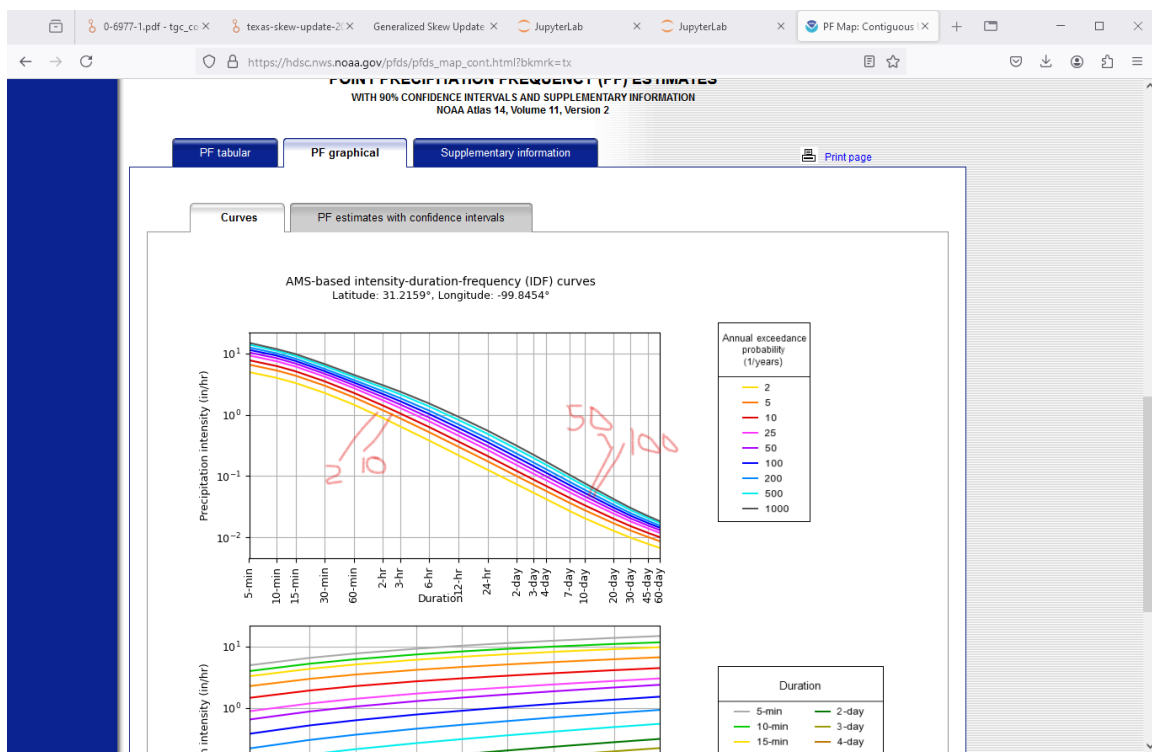 0-6977-1.pdf - tgc_co
texas-skew-update-20
Generalized Skew Update
JupyterLab
JupyterLab
PF Map: Contiguous
https://hdsc.nws.noaa.gov/pfds/pfds_map_cont.html?bkmrk=tx
POINT PRECIPITATION FREQUENCY (PF) ESTIMATES
WITH 90% CONFIDENCE INTERVALS AND SUPPLEMENTARY INFORMATION
NOAA Atlas 14, Volume 11, Version 2
PF tabular
PF graphical
Supplementary information
Print page
Curves
PF estimates with confidence intervals
AMS-based intensity-duration-frequency (IDF) curves
Latitude: 31.2159°, Longitude: -99.8454°
Precipitation intensity (in/hr)
10¹
10⁰
10⁻¹
10⁻²
2
10
50
100
5-min
10-min
15-min
30-min
60-min
2-hr
3-hr
6-hr
12-hr
24-hr
2-day
3-day
4-day
7-day
10-day
20-day
30-day
45-day
60-day
Duration
Annual exceedance
probability
(1/years)
2
5
10
25
50
100
200
500
1000
10¹
10⁰
intensity (in/hr)
Duration
5-min
2-day
10-min
3-day
15-min
4-day